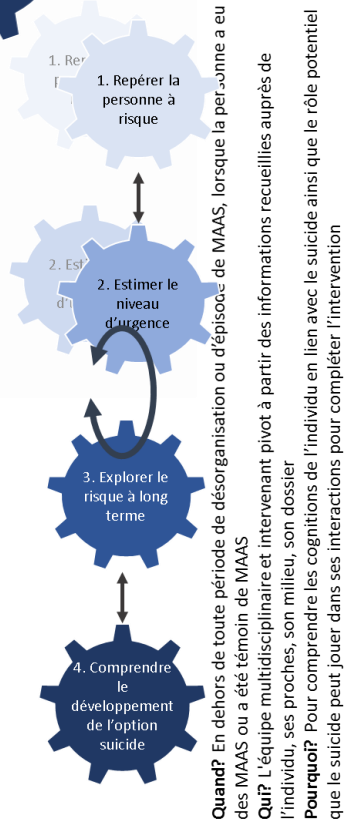 1. Repérer la
personne à
risque
2. Estimer le
niveau
d'urgence
3. Explorer le
risque à long
terme
4. Comprendre
le
développement
de l'option
suicide
Quand? En dehors de toute période de désorganisation ou d'épisode de MAAS, lorsque la personne a eu
des MAAS ou a été témoin de MAAS
Qui? L'équipe multidisciplinaire et intervenant pivot à partir des informations recueillies auprès de
l'individu, ses proches, son milieu, son dossier
Pourquoi? Pour comprendre les cognitions de l'individu en lien avec le suicide ainsi que le rôle potentiel
que le suicide peut jouer dans ses interactions pour compléter l'intervention